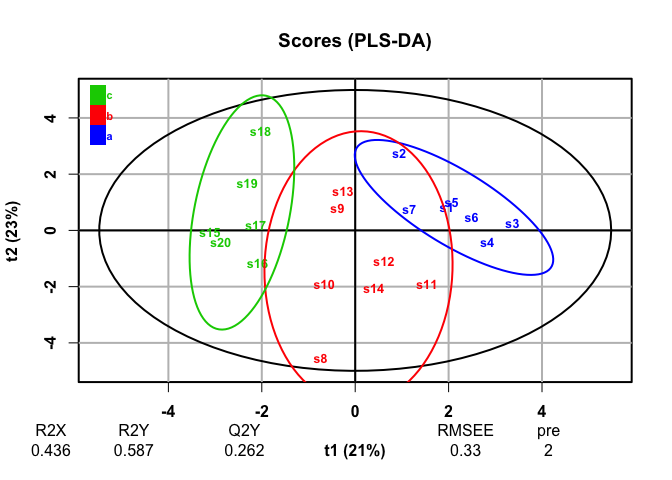 Scores (PLS-DA)
c
b
a
s18
s2
s19
s13
s9
s5
s1
s7
s6
s3
s17
s15
s20
s4
s16
s12
s10
s14
s11
s8
4
2
0
-2
-4
t2 (23%)
-4 -2 0 2 4
R2X R2Y Q2Y RMSEE pre
0.436 0.587 0.262 t1 (21%) 0.33 2